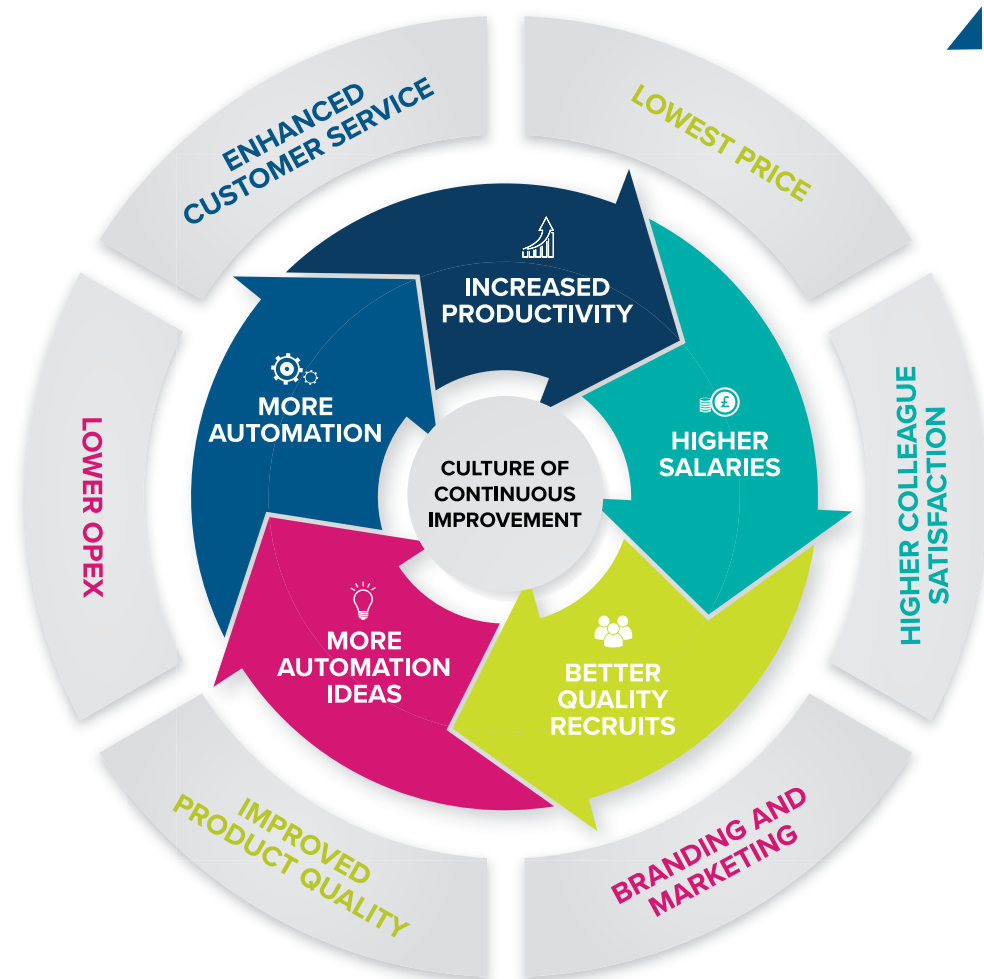 ENHANCED
CUSTOMER SERVICE
LOWEST PRICE
HIGHER COLLEAGUE
SATISFACTION
BRANDING AND
MARKETING
IMPROVED
PRODUCT QUALITY
LOWER OPEX
INCREASED
PRODUCTIVITY
£
HIGHER
SALARIES
BETTER
QUALITY
RECRUITS
MORE
AUTOMATION
IDEAS
MORE
AUTOMATION
CULTURE OF
CONTINUOUS
IMPROVEMENT